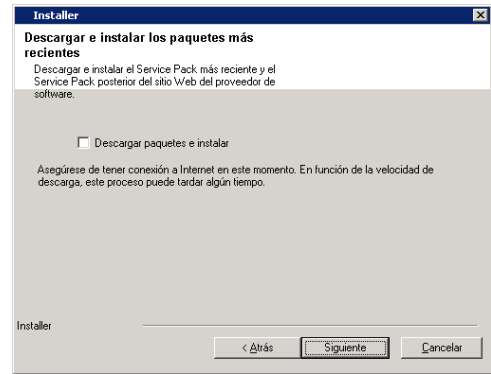 Installer
Descargar e instalar los paquetes más
recientes
Descargar e instalar el Service Pack más reciente y el
Service Pack posterior del sitio Web del proveedor de
software.
Descargar paquetes e instalar
Asegúrese de tener conexión a Internet en este momento. En función de la velocidad de
descarga, este proceso puede tardar algún tiempo.
Installer
< Atrás
Siguiente
Cancelar